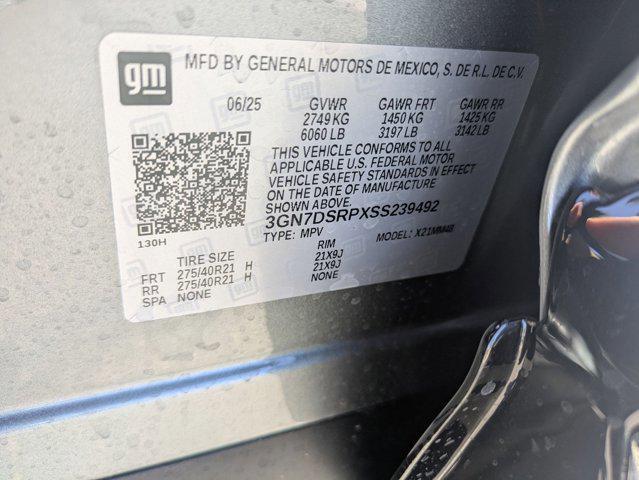 gm
MFD BY GENERAL MOTORS DE MEXICO, S. DE R.L. DE C.V.
06/25 GVWR GAWR FRT GAWR RR
2749 KG 1450 KG 1425 KG
6060 LB 3197 LB 3142 LB
THIS VEHICLE CONFORMS TO ALL
APPLICABLE U.S. FEDERAL MOTOR
VEHICLE SAFETY STANDARDS IN EFFECT
ON THE DATE OF MANUFACTURE
SHOWN ABOVE.
3GN7DSRPXSS239492
130H
TYPE: MPV MODEL: X21MM48
TIRE SIZE RIM
FRT 275/40R21 H 21X9J
RR 275/40R21 H 21X9J
SPA NONE NONE